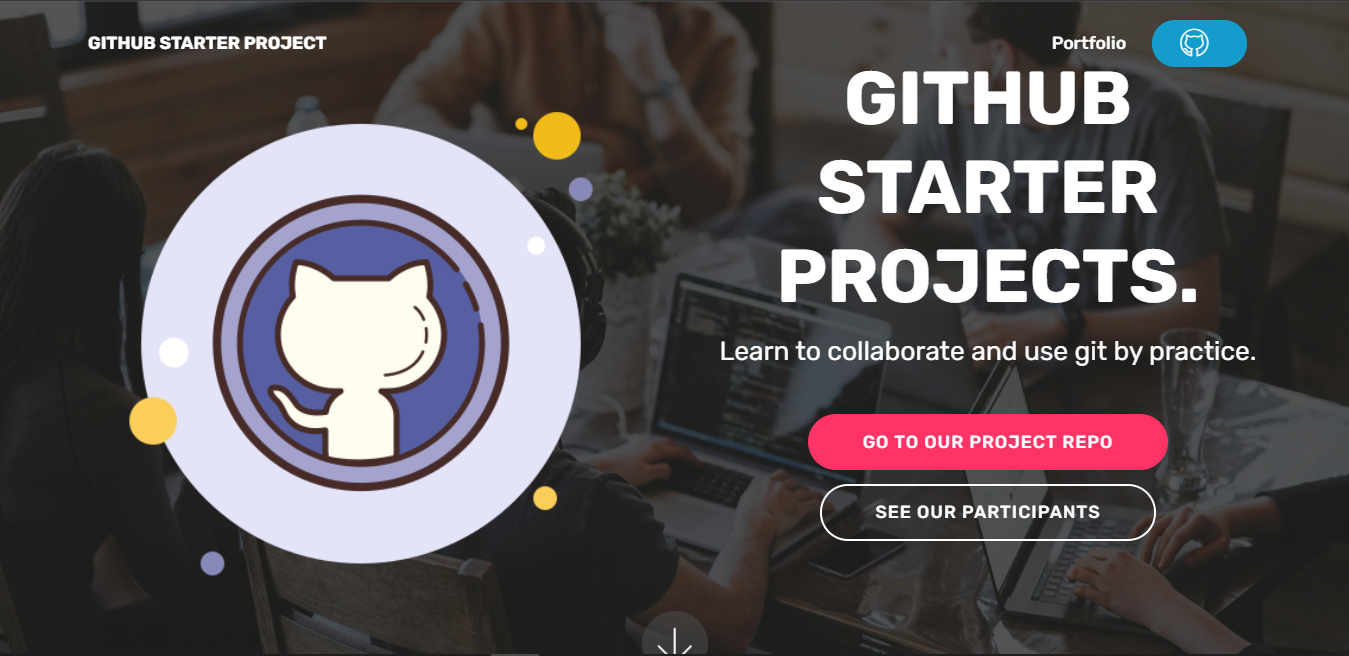 GITHUB STARTER PROJECT
Portfolio
GITHUB
STARTER
PROJECTS.
Learn to collaborate and use git by practice.
GO TO OUR PROJECT REPO
SEE OUR PARTICIPANTS